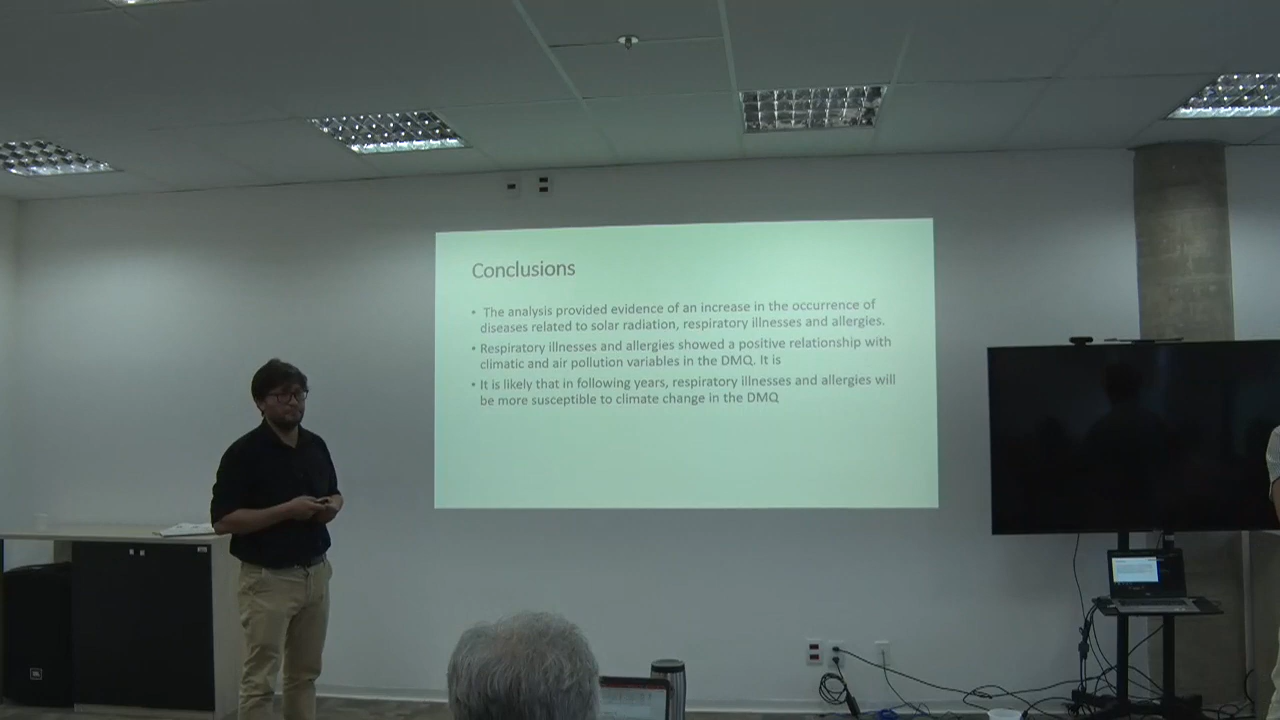 Conclusions
• The analysis provided evidence of an increase in the occurrence of
diseases related to solar radiation, respiratory illnesses and allergies.
• Respiratory illnesses and allergies showed a positive relationship with
climatic and air pollution variables in the DMQ. It is
• It is likely that in following years, respiratory illnesses and allergies will
be more susceptible to climate change in the DMQ
JBL